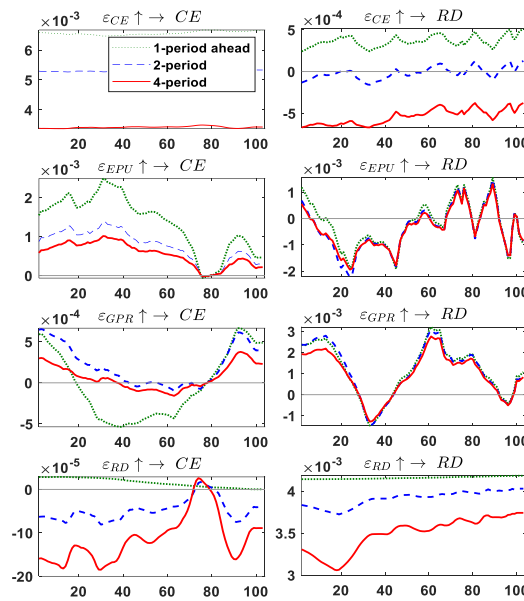 ε_CE ↑→ CE
×10^-3
6
5
4
20 40 60 80 100
1-period ahead
2-period
4-period
ε_CE ↑→ RD
×10^-4
5
0
-5
20 40 60 80 100
ε_EPU ↑→ CE
×10^-3
2
1
0
20 40 60 80 100
ε_EPU ↑→ RD
×10^-3
1
0
-1
-2
20 40 60 80 100
ε_GPR ↑→ CE
×10^-4
5
0
-5
20 40 60 80 100
ε_GPR ↑→ RD
×10^-3
3
2
1
0
-1
20 40 60 80 100
ε_RD ↑→ CE
×10^-5
0
-10
-20
20 40 60 80 100
ε_RD ↑→ RD
×10^-3
4
3.5
3
20 40 60 80 100